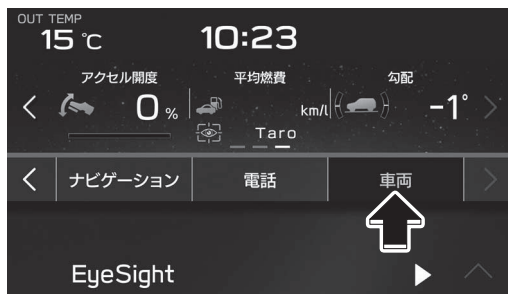 OUT TEMP
15 °C
10:23
アクセル開度
平均燃費
勾配
0 %
km/l
-1°
Taro
ナビゲーション
電話
車両
EyeSight